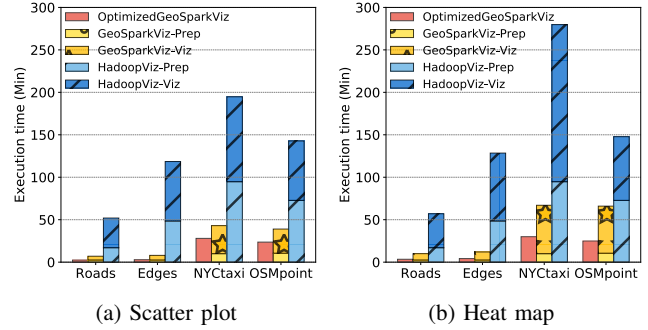 300
250
200
150
100
50
0
Execution time (Min)
OptimizedGeoSparkViz
GeoSparkViz-Prep
GeoSparkViz-Viz
HadoopViz-Prep
HadoopViz-Viz
Roads Edges NYCtaxi OSMpoint
(a) Scatter plot
300
250
200
150
100
50
0
Execution time (Min)
OptimizedGeoSparkViz
GeoSparkViz-Prep
GeoSparkViz-Viz
HadoopViz-Prep
HadoopViz-Viz
Roads Edges NYCtaxi OSMpoint
(b) Heat map